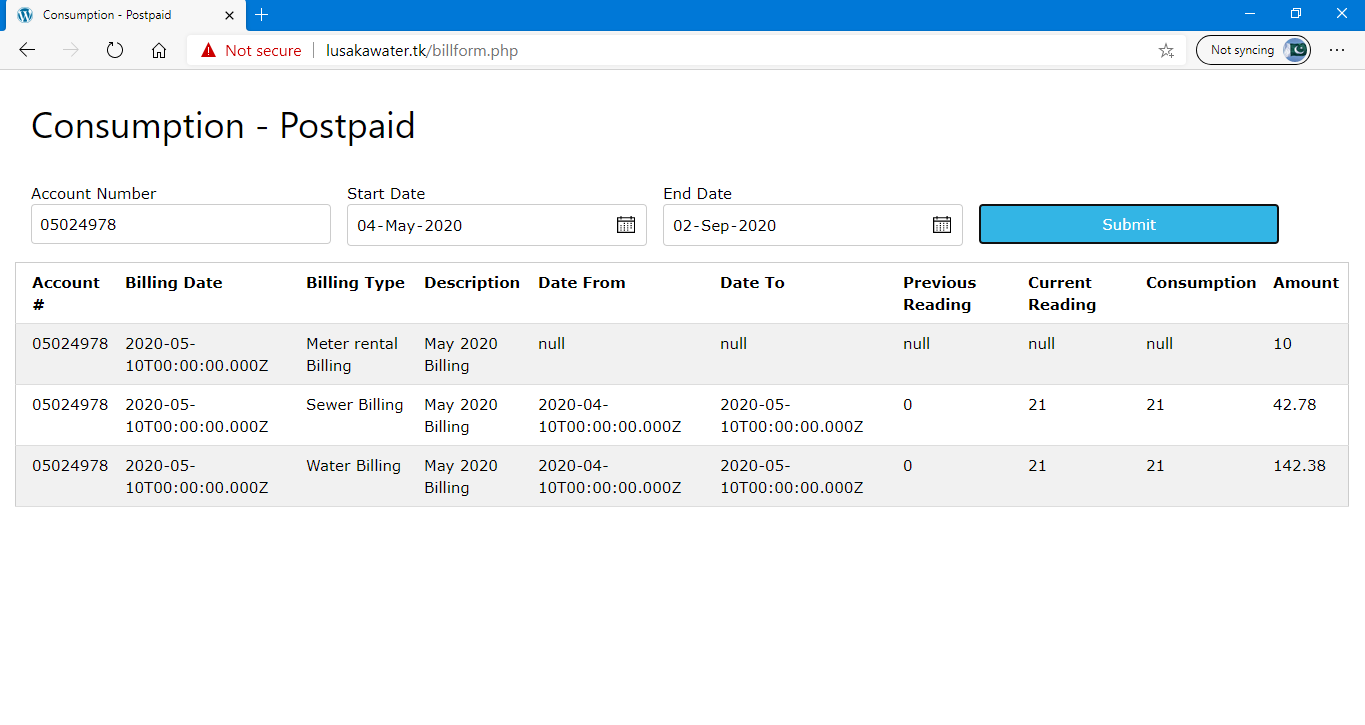 Consumption - Postpaid
Not secure lusakawater.tk/billform.php Not syncing
Consumption - Postpaid
Account Number Start Date End Date
05024978 04-May-2020 02-Sep-2020 Submit
Account Billing Date Billing Type Description Date From Date To Previous Current Consumption Amount
# Reading Reading
05024978 2020-05- Meter rental May 2020 null null null null null 10
10T00:00:00.000Z Billing Billing
05024978 2020-05- Sewer Billing May 2020 2020-04- 2020-05- 0 21 21 42.78
10T00:00:00.000Z Billing 10T00:00:00.000Z 10T00:00:00.000Z
05024978 2020-05- Water Billing May 2020 2020-04- 2020-05- 0 21 21 142.38
10T00:00:00.000Z Billing 10T00:00:00.000Z 10T00:00:00.000Z